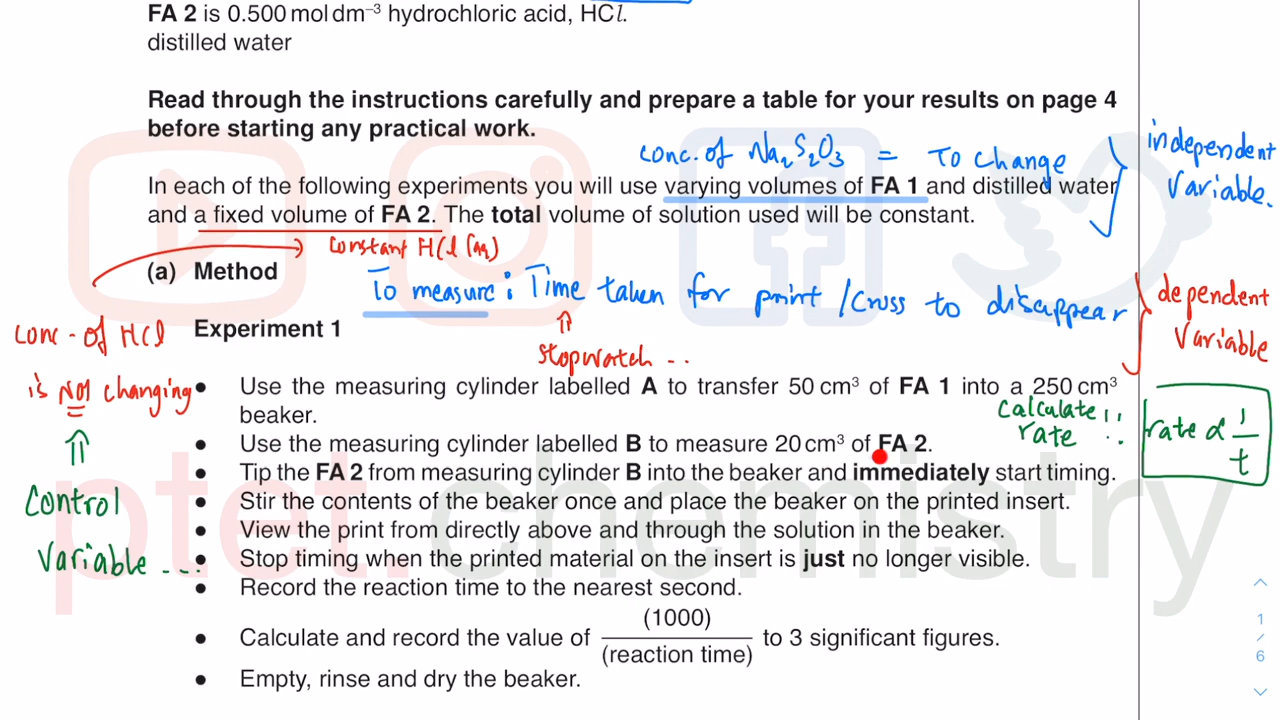 FA 2 is 0.500 mol dm⁻³ hydrochloric acid, HCl.
distilled water
Read through the instructions carefully and prepare a table for your results on page 4
before starting any practical work.
conc. of Na₂S₂O₃ = To change
independent
Variable.
In each of the following experiments you will use varying volumes of FA 1 and distilled water
and a fixed volume of FA 2. The total volume of solution used will be constant.
constant HCl (aq)
(a) Method
To measure : Time taken for print / cross to disappear
dependent
Variable
conc. of HCl
is NOT changing
⇑
Control
Variable ...
Experiment 1
⇑
stopwatch ..
• Use the measuring cylinder labelled A to transfer 50 cm³ of FA 1 into a 250 cm³
beaker.
calculate !!
rate
rate ∝ 1/t
• Use the measuring cylinder labelled B to measure 20 cm³ of FA 2.
• Tip the FA 2 from measuring cylinder B into the beaker and immediately start timing.
• Stir the contents of the beaker once and place the beaker on the printed insert.
• View the print from directly above and through the solution in the beaker.
• Stop timing when the printed material on the insert is just no longer visible.
• Record the reaction time to the nearest second.
• Calculate and record the value of (1000)/(reaction time) to 3 significant figures.
• Empty, rinse and dry the beaker.
ptet.chemistry
1
/
6